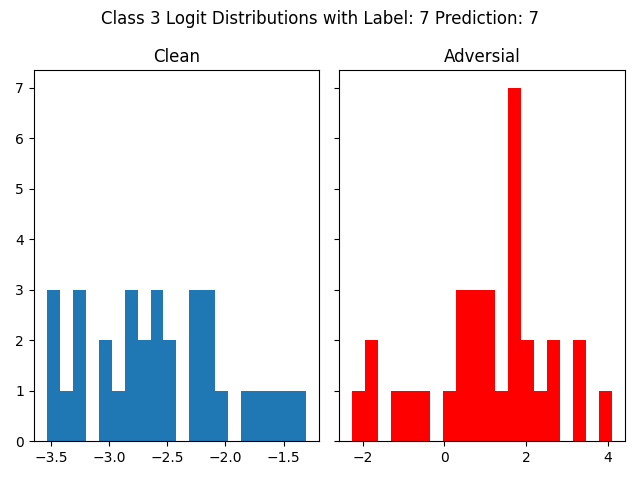 Class 3 Logit Distributions with Label: 7 Prediction: 7
Clean
Adversial
7
6
5
4
3
2
1
0
−3.5 −3.0 −2.5 −2.0 −1.5
−2 0 2 4